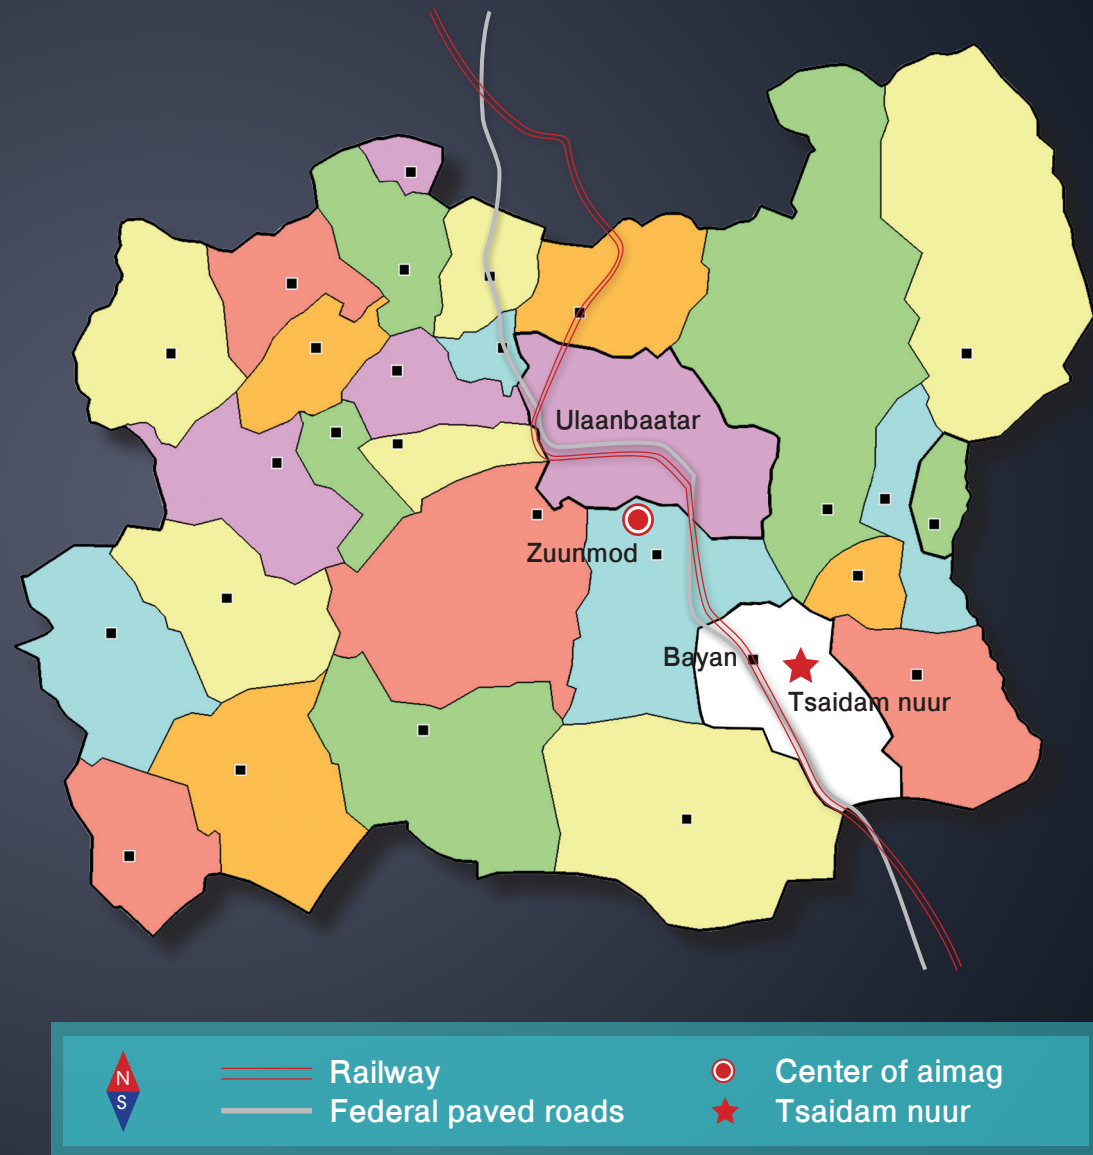 Ulaanbaatar
Zuunmod
Bayan
Tsaidam nuur
N
S
Railway
Federal paved roads
Center of aimag
Tsaidam nuur